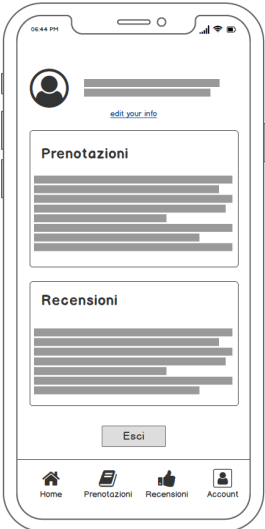 06:44 PM
edit your info
Prenotazioni
Recensioni
Esci
Home Prenotazioni Recensioni Account